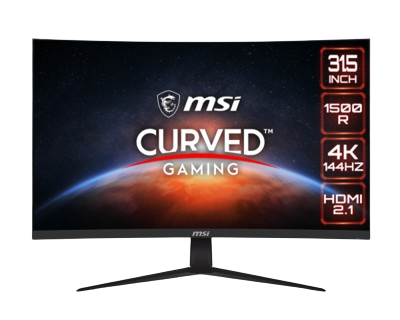 msi
CURVED™
GAMING
31.5
INCH
1500
R
4K
144HZ
HDMI
2.1
msi